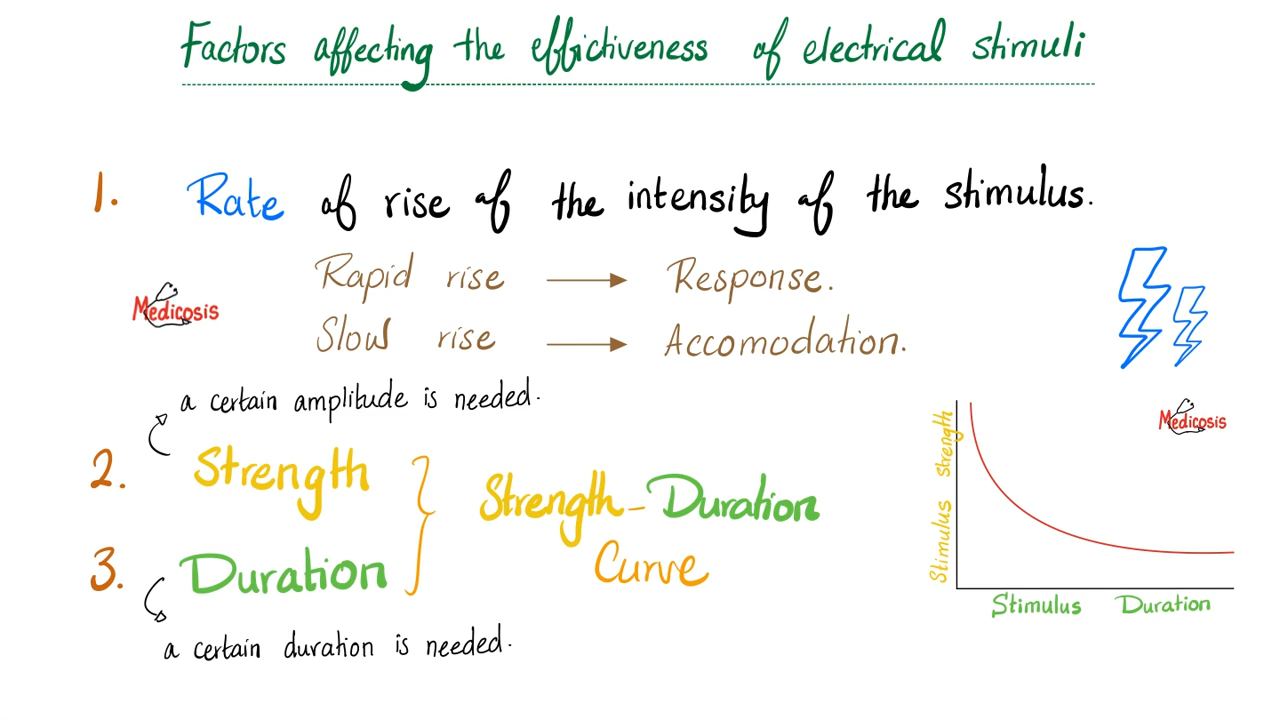 Factors affecting the effictiveness of electrical stimuli
1. Rate of rise of the intensity of the stimulus.
Rapid rise → Response.
Medicosis
Slow rise → Accomodation.
a certain amplitude is needed.
2. Strength
3. Duration
Strength-Duration
Curve
a certain duration is needed.
Medicosis
Stimulus strength
Stimulus Duration